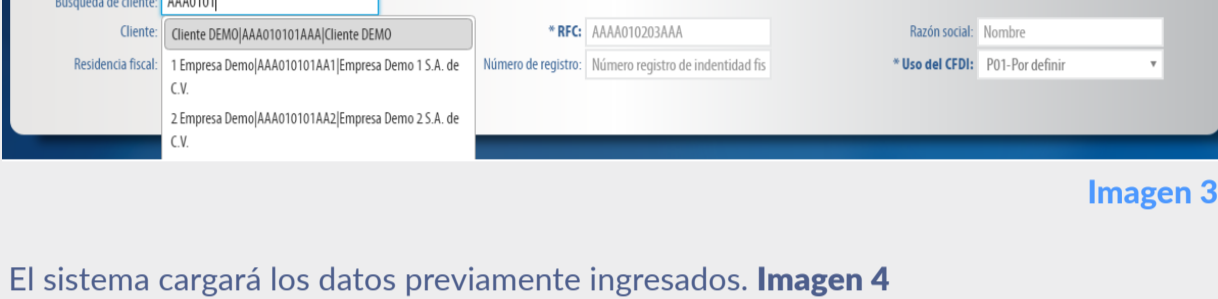 Búsqueda de cliente: AAA0101
Cliente: Cliente DEMO|AAA010101AAA|Cliente DEMO * RFC: AAAA010203AAA Razón social: Nombre
Residencia fiscal: 1 Empresa Demo|AAA010101AA1|Empresa Demo 1 S.A. de Número de registro: Número registro de indentidad fis * Uso del CFDI: P01-Por definir
C.V.
2 Empresa Demo|AAA010101AA2|Empresa Demo 2 S.A. de
C.V.
Imagen 3
El sistema cargará los datos previamente ingresados. Imagen 4